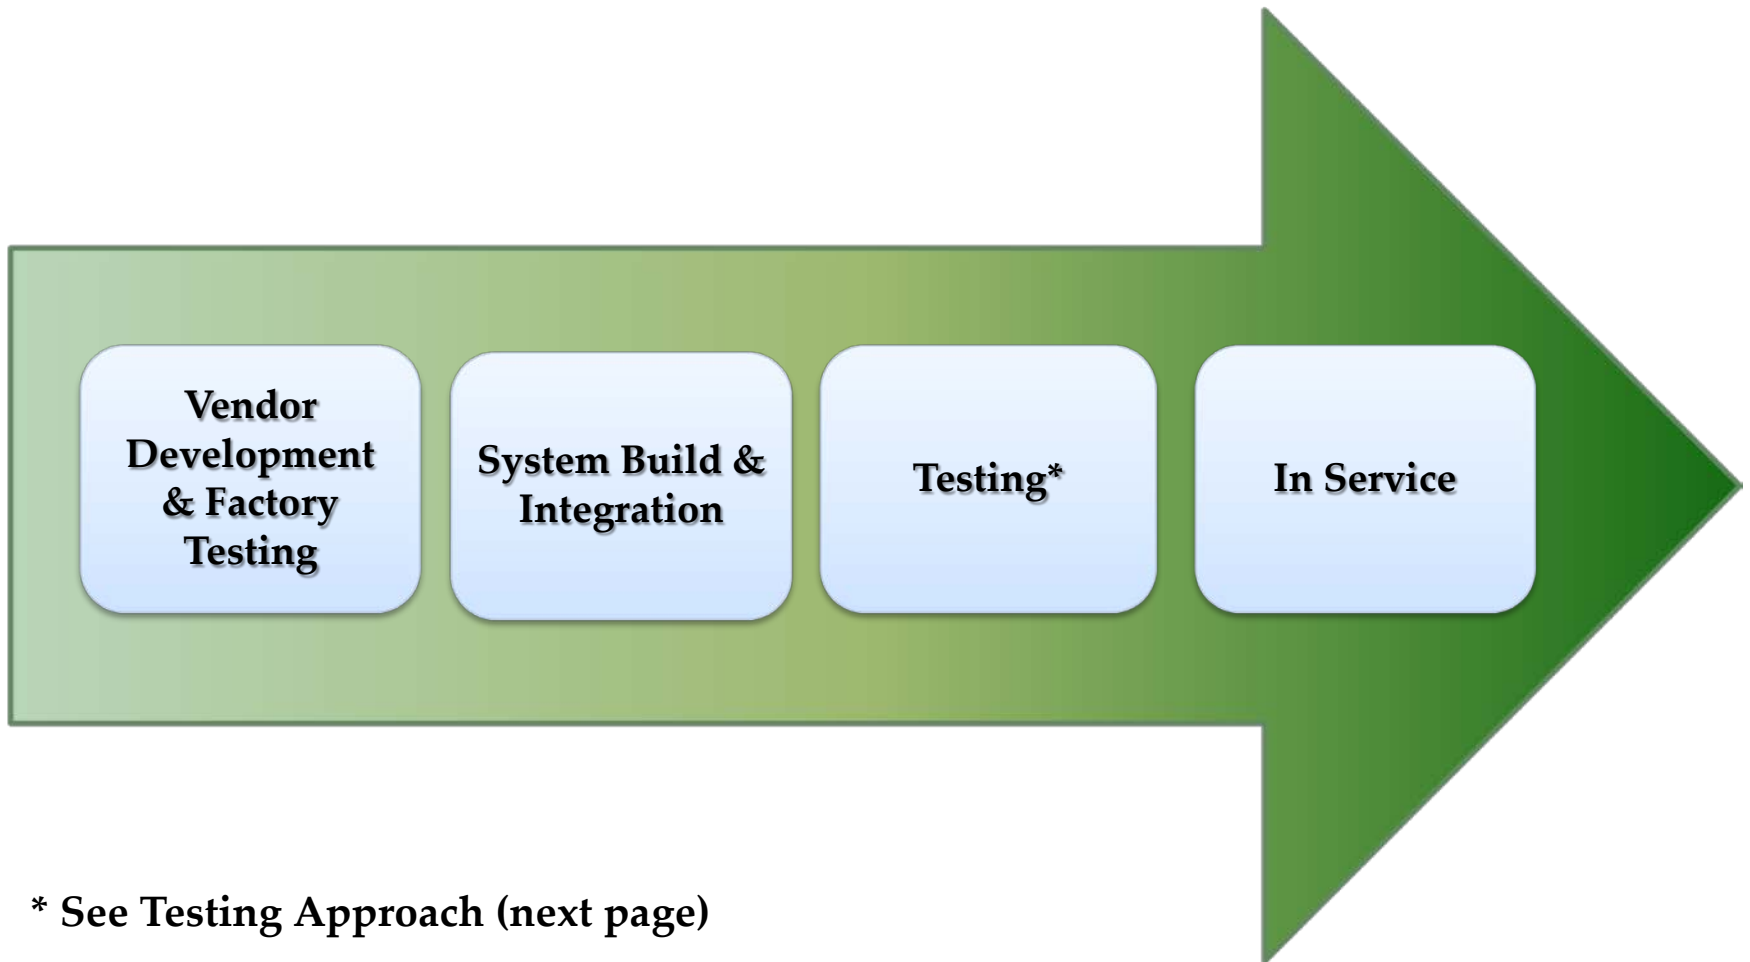 Vendor
Development
& Factory
Testing
System Build &
Integration
Testing*
In Service
* See Testing Approach (next page)